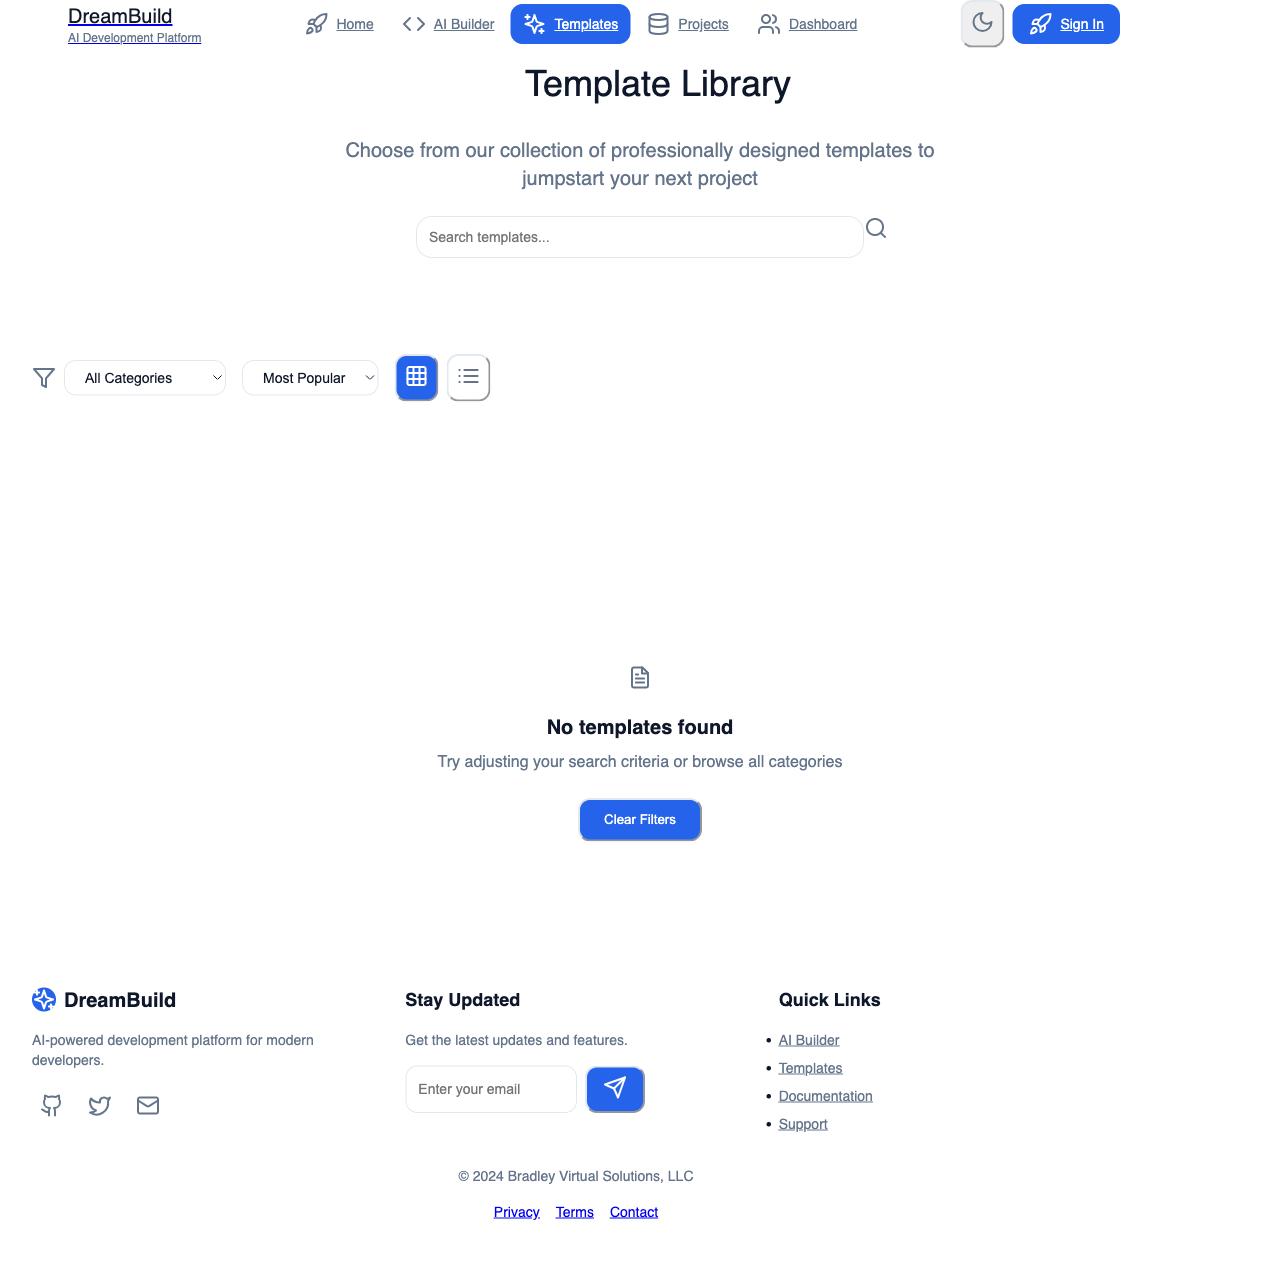 DreamBuild
AI Development Platform
Home
AI Builder
Templates
Projects
Dashboard
Sign In
Template Library
Choose from our collection of professionally designed templates to
jumpstart your next project
Search templates...
All Categories
Most Popular
No templates found
Try adjusting your search criteria or browse all categories
Clear Filters
DreamBuild
AI-powered development platform for modern
developers.
Stay Updated
Get the latest updates and features.
Enter your email
Quick Links
AI Builder
Templates
Documentation
Support
© 2024 Bradley Virtual Solutions, LLC
Privacy Terms Contact